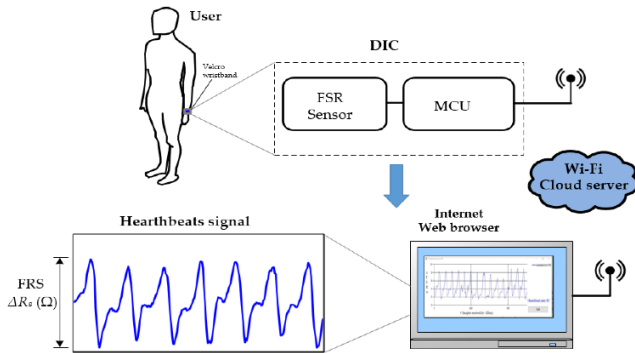 User
DIC
Velcro
wristband
FSR
Sensor
MCU
Wi-Fi
Cloud server
Hearthbeats signal
Internet
Web browser
FRS
ΔRs (Ω)